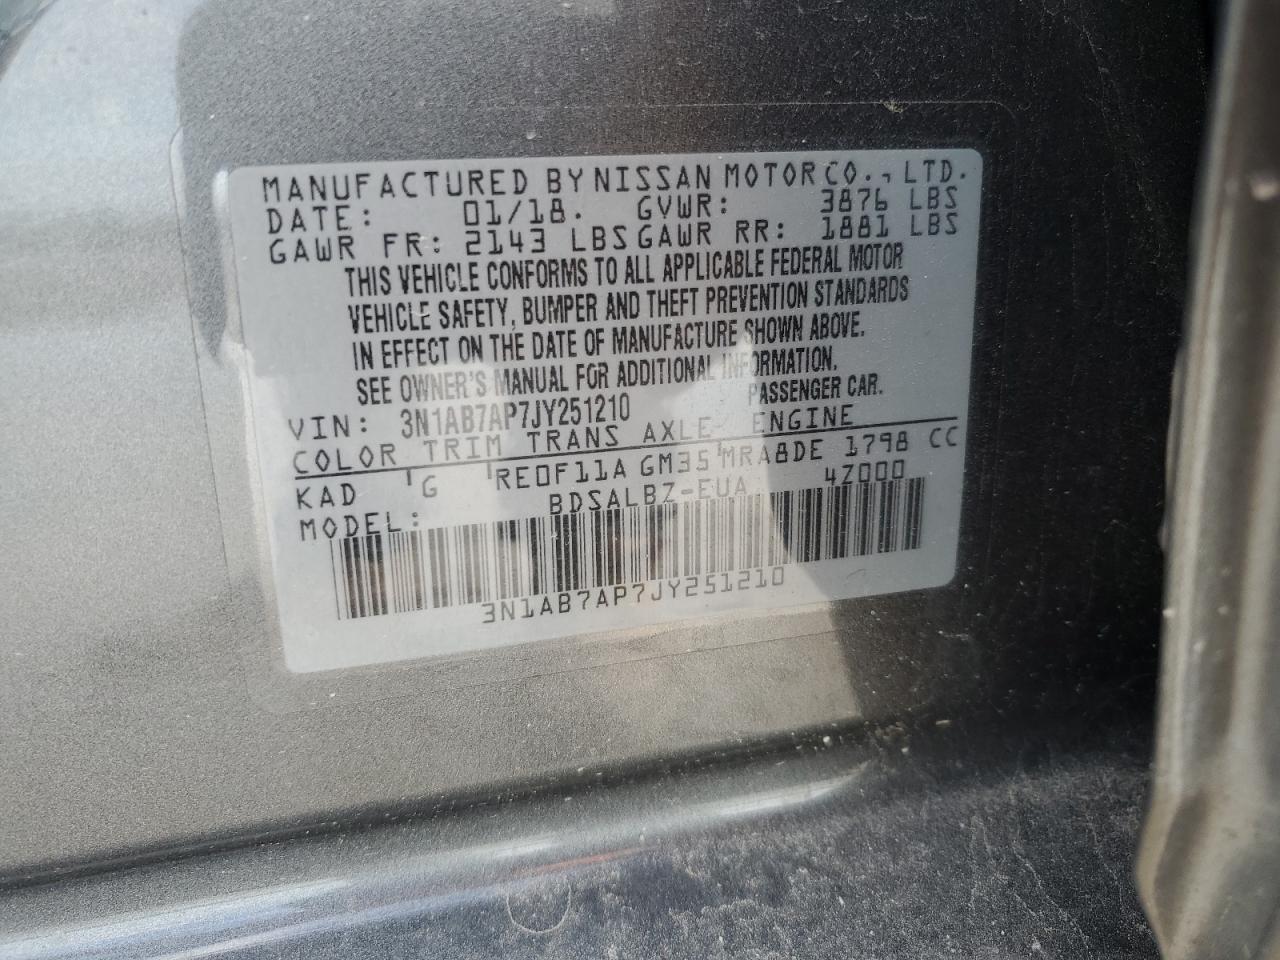 MANUFACTURED BY NISSAN MOTOR CO., LTD.
DATE: 01/18. GVWR: 3876 LBS
GAWR FR: 2143 LBS GAWR RR: 1881 LBS
THIS VEHICLE CONFORMS TO ALL APPLICABLE FEDERAL MOTOR
VEHICLE SAFETY, BUMPER AND THEFT PREVENTION STANDARDS
IN EFFECT ON THE DATE OF MANUFACTURE SHOWN ABOVE.
SEE OWNER'S MANUAL FOR ADDITIONAL INFORMATION.
VIN: 3N1AB7AP7JY251210 PASSENGER CAR.
COLOR TRIM TRANS AXLE ENGINE
KAD G RE0F11A GM35 MRA8DE 1798 CC
MODEL: BDSALBZ-EUA 4Z000
3N1AB7AP7JY251210